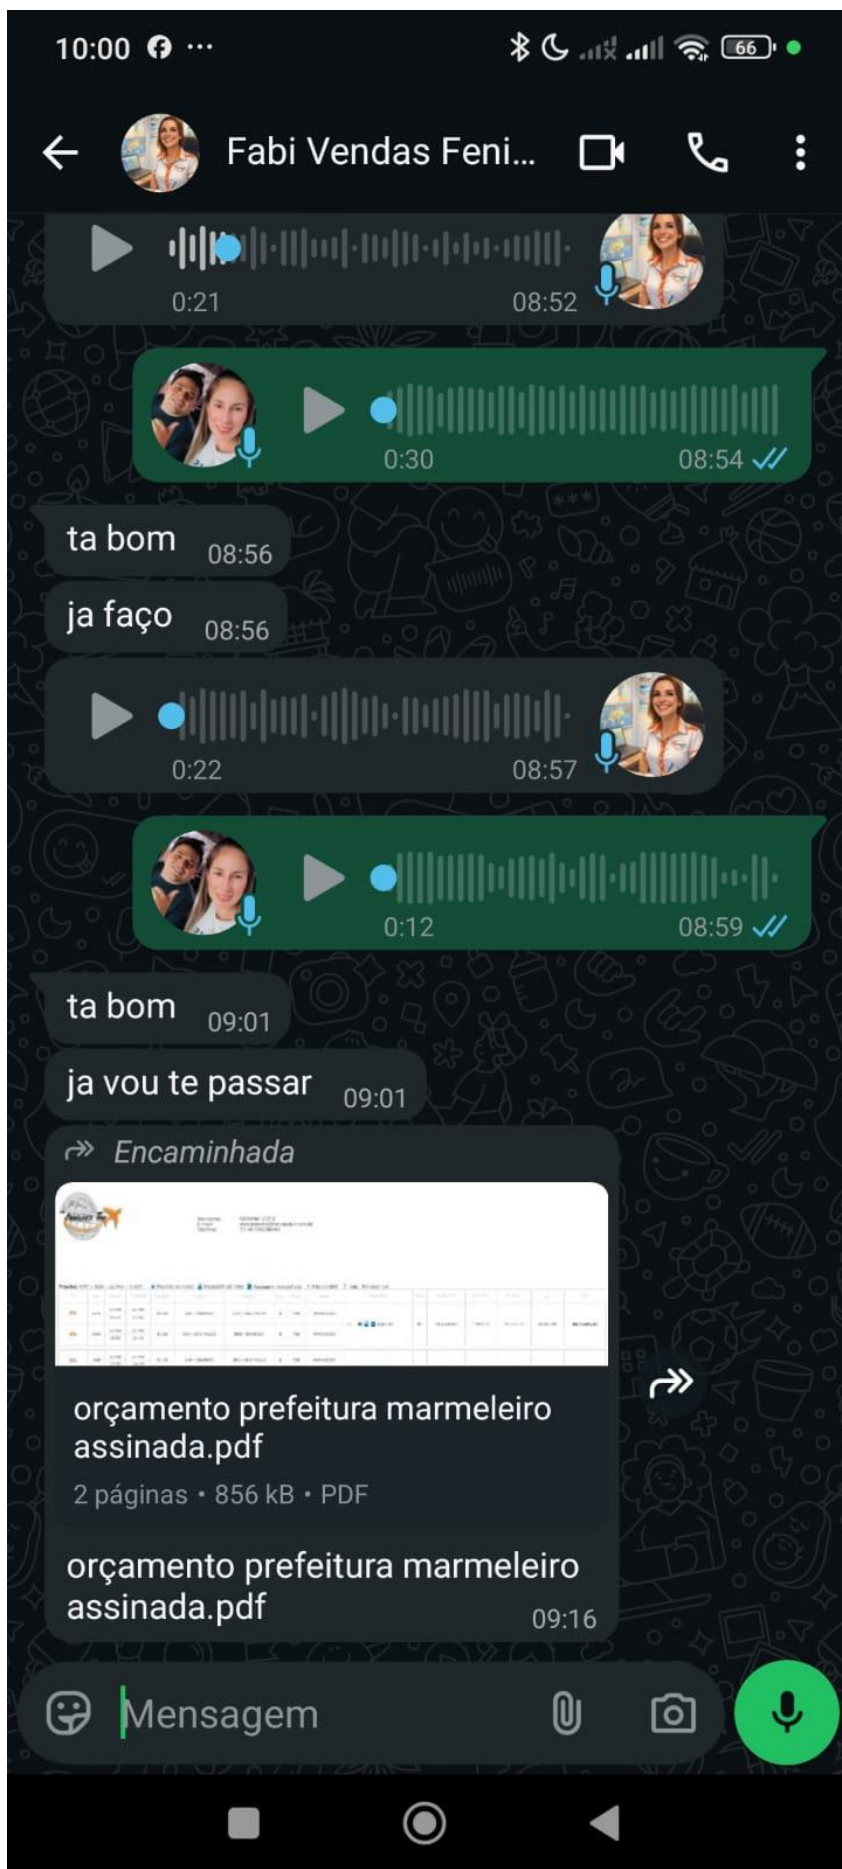 10:00
66
Fabi Vendas Feni...
0:21 08:52
0:30 08:54
ta bom 08:56
ja faço 08:56
0:22 08:57
0:12 08:59
ta bom 09:01
ja vou te passar 09:01
Encaminhada
orçamento prefeitura marmeleiro
assinada.pdf
2 páginas • 856 kB • PDF
orçamento prefeitura marmeleiro
assinada.pdf
09:16
Mensagem